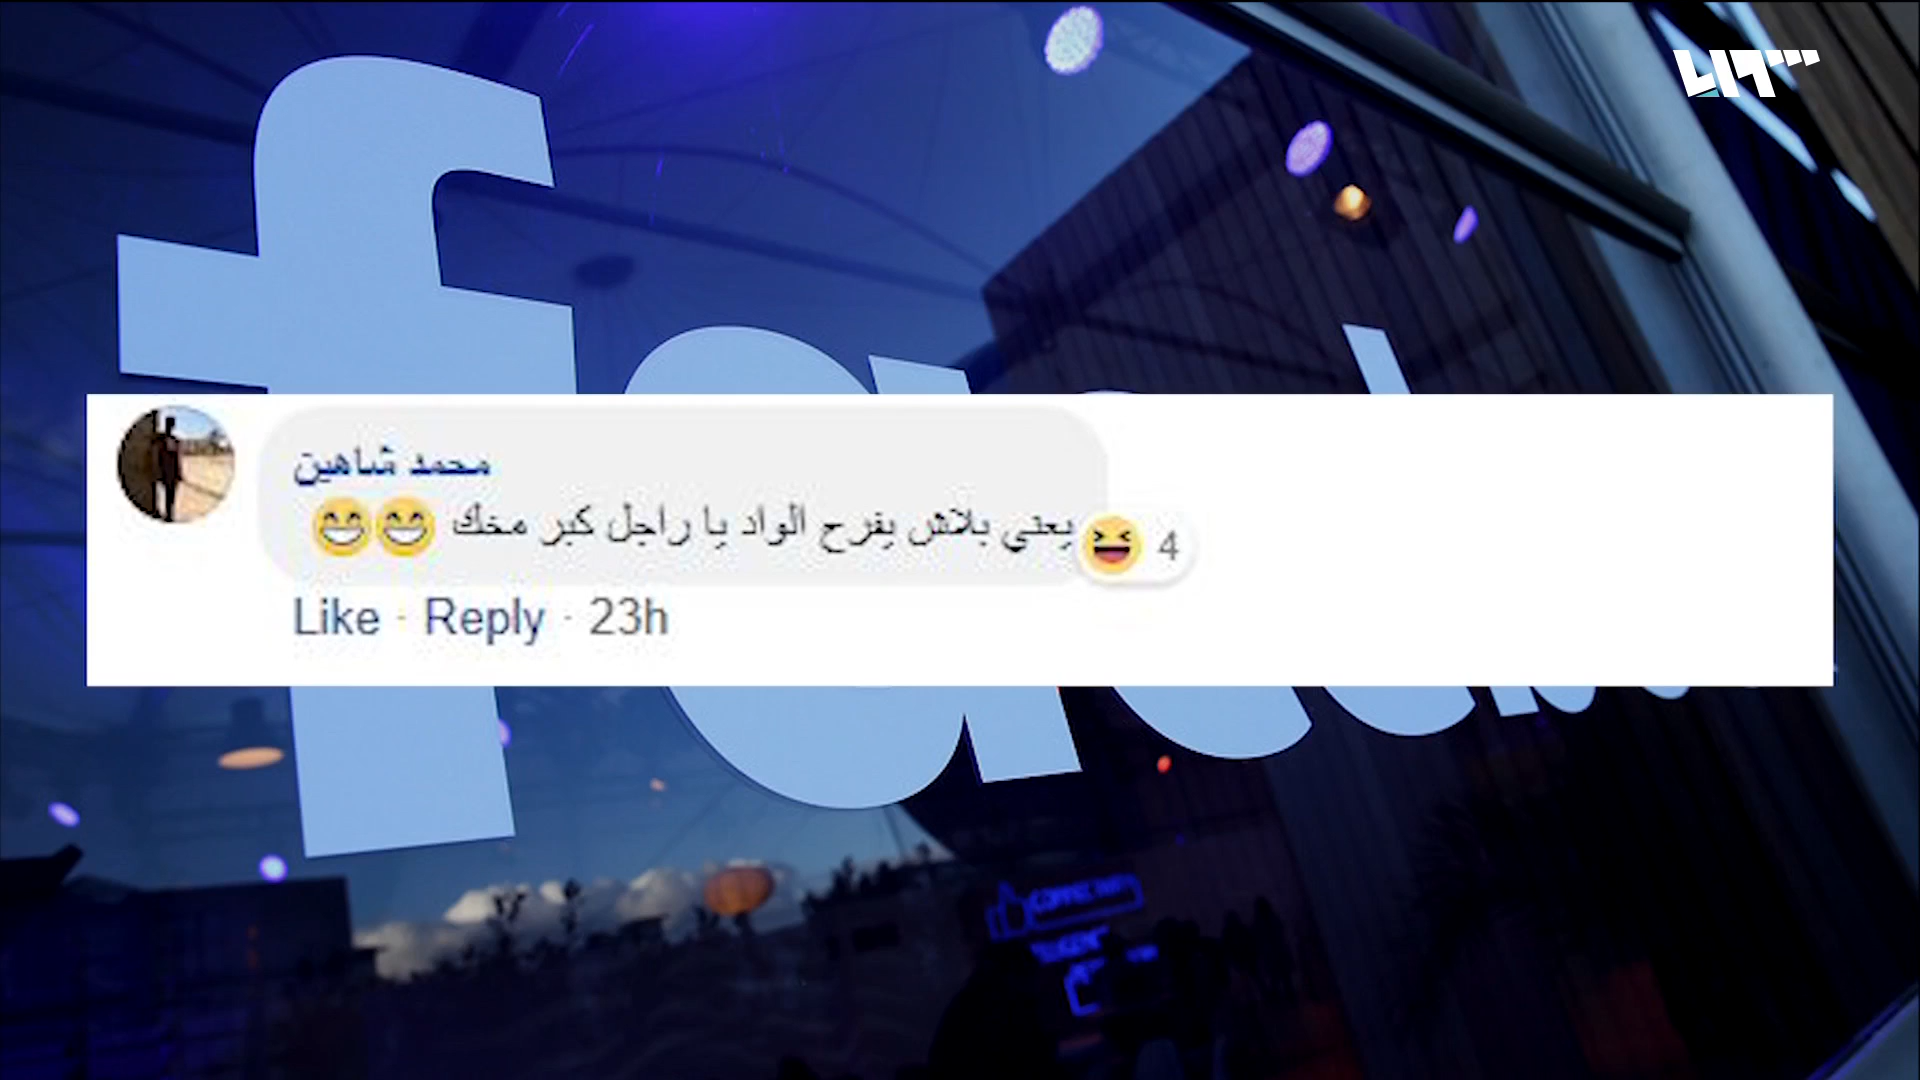 محمد شاهين
يعني بلاش يفرح الواد يا راجل كبر مخك 😁😁
4
Like · Reply · 23h